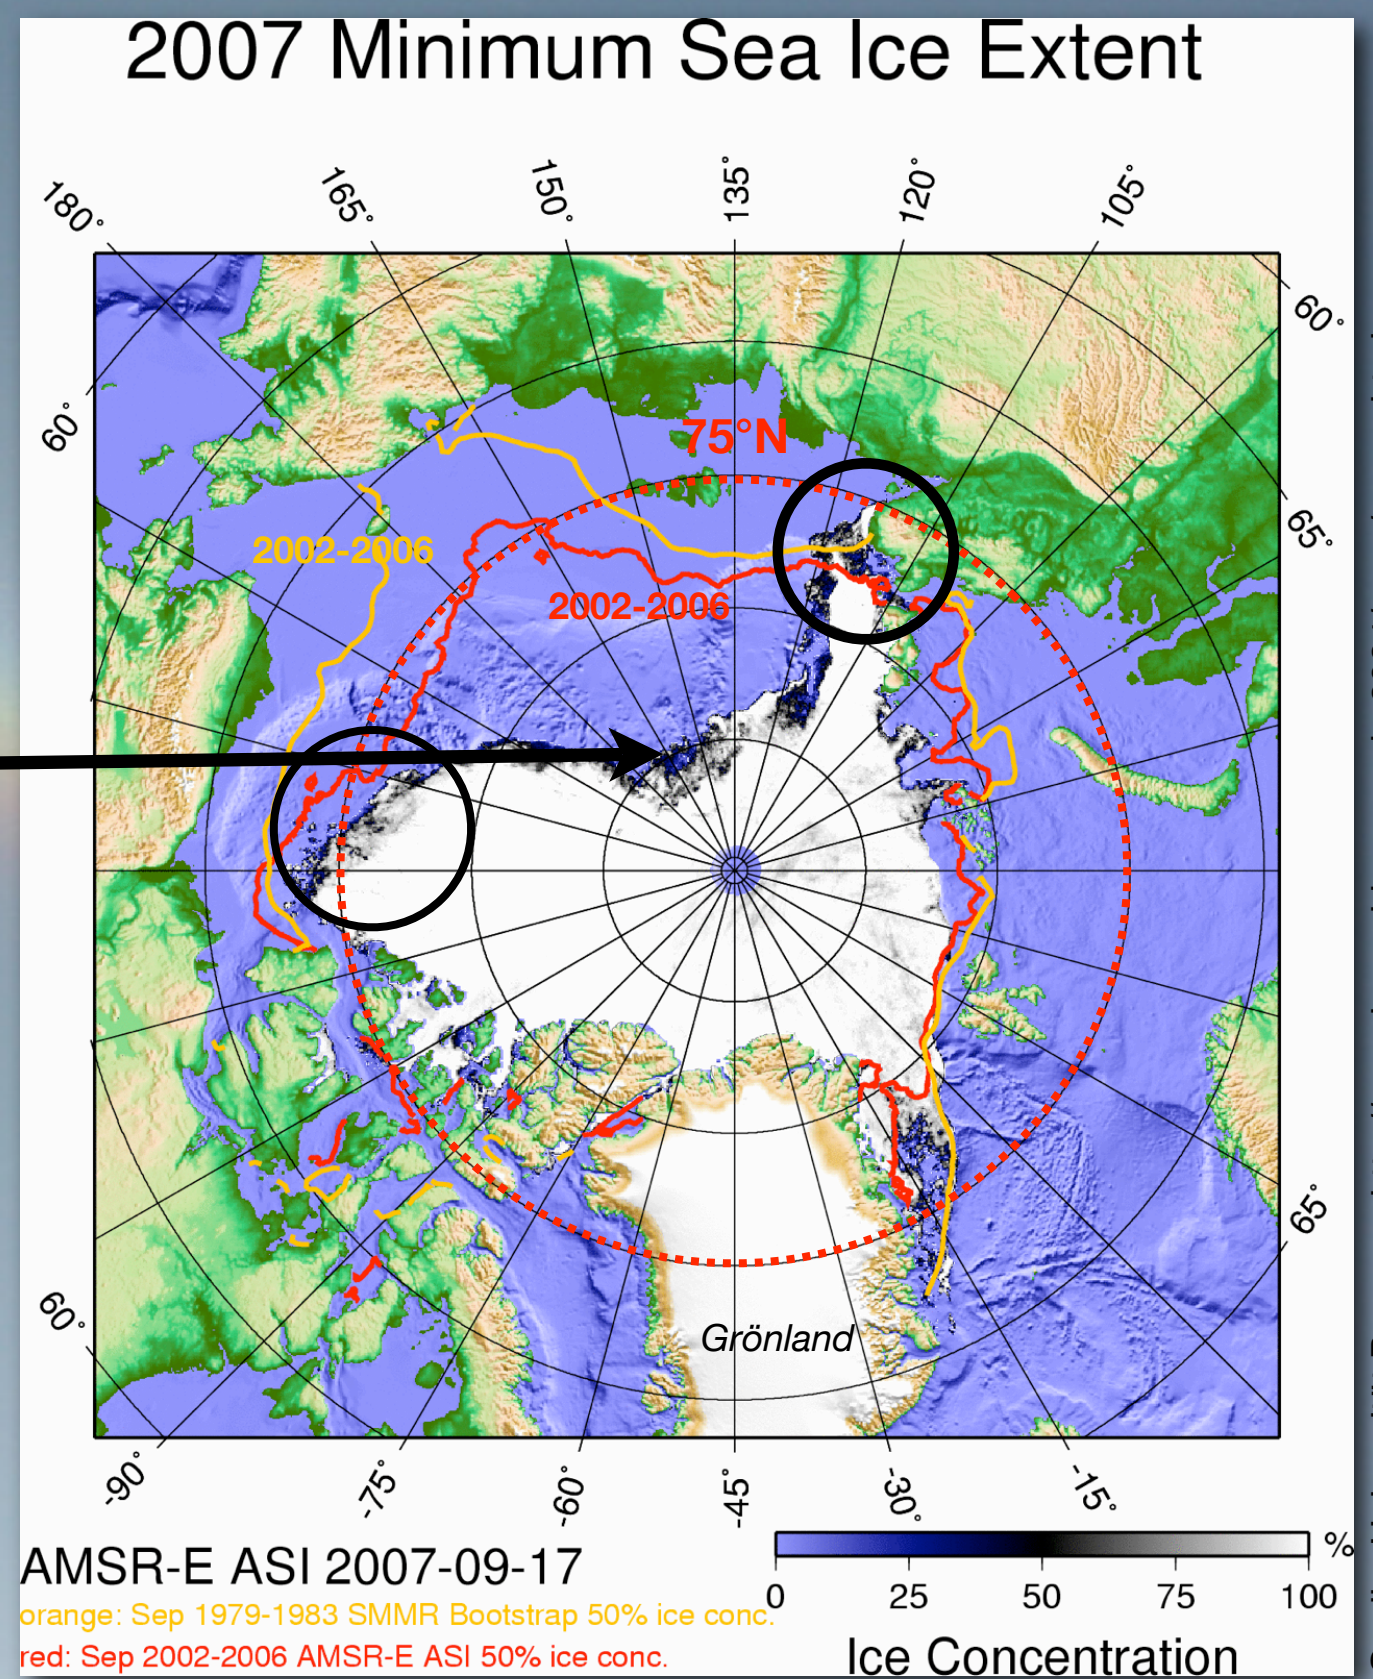 2007 Minimum Sea Ice Extent
180° 165° 150° 135° 120° 105°
60°
60°
75°N
65°
2002-2006
2002-2006
65°
60°
Grönland
-90° -75° -60° -45° -30° -15°
%
AMSR-E ASI 2007-09-17
0 25 50 75 100
orange: Sep 1979-1983 SMMR Bootstrap 50% ice conc.
red: Sep 2002-2006 AMSR-E ASI 50% ice conc.
Ice Concentration